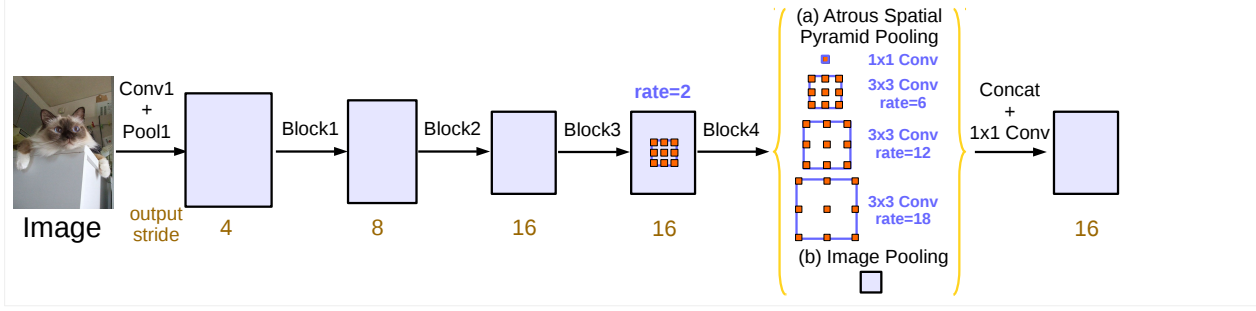 Image
Conv1
+
Pool1
output
stride
4
Block1
8
Block2
16
Block3
rate=2
16
Block4
(a) Atrous Spatial
Pyramid Pooling
1x1 Conv
3x3 Conv
rate=6
3x3 Conv
rate=12
3x3 Conv
rate=18
(b) Image Pooling
Concat
+
1x1 Conv
16